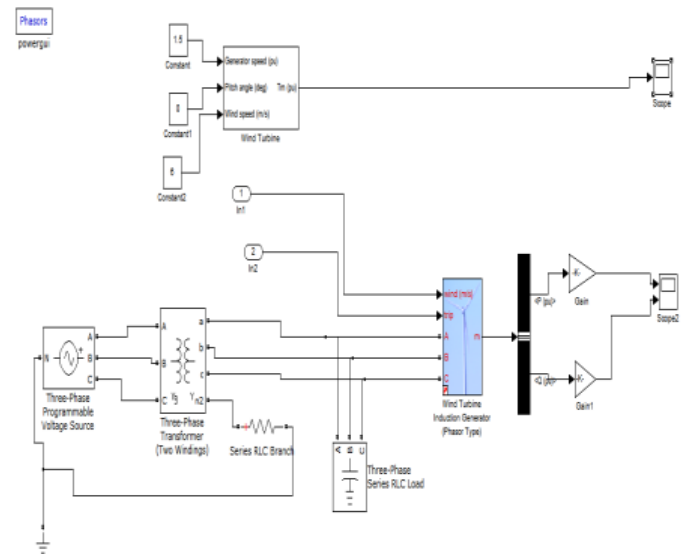 Phasors
powergui
1.5
Constant
Generator speed (pu)
Pitch angle (deg)
Tm (pu)
Wind speed (m/s)
Wind Turbine
Scope
Constant1
Constant2
1
In1
2
In2
wind (m/s)
trip
A
B
C
m
Wind Turbine
Induction Generator
(Phasor Type)
<P (pu)>
-K-
Gain
Scope2
<Q (pu)>
-K-
Gain1
N
A
B
C
Three-Phase
Programmable
Voltage Source
A
B
C
a
b
c
Yg
Yn2
Three-Phase
Transformer
(Two Windings)
Series RLC Branch
A
B
C
Three-Phase
Series RLC Load